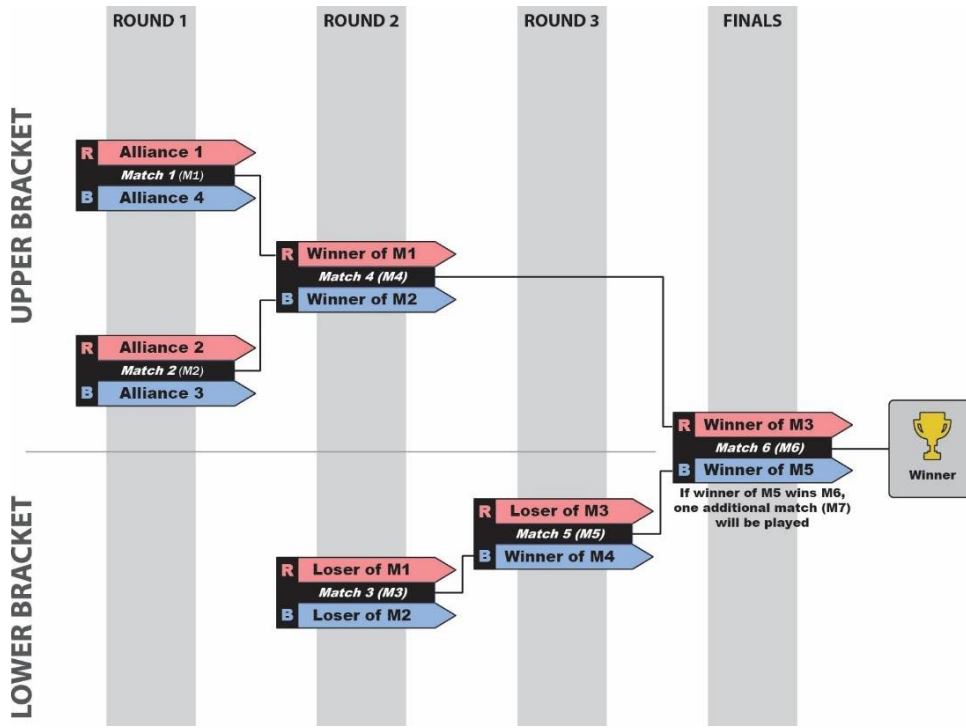 ROUND 1
ROUND 2
ROUND 3
FINALS
UPPER BRACKET
R Alliance 1
Match 1 (M1)
B Alliance 4
R Winner of M1
Match 4 (M4)
B Winner of M2
R Alliance 2
Match 2 (M2)
B Alliance 3
R Winner of M3
Match 6 (M6)
B Winner of M5
If winner of M5 wins M6,
one additional match (M7)
will be played
Winner
LOWER BRACKET
R Loser of M3
Match 5 (M5)
B Winner of M4
R Loser of M1
Match 3 (M3)
B Loser of M2